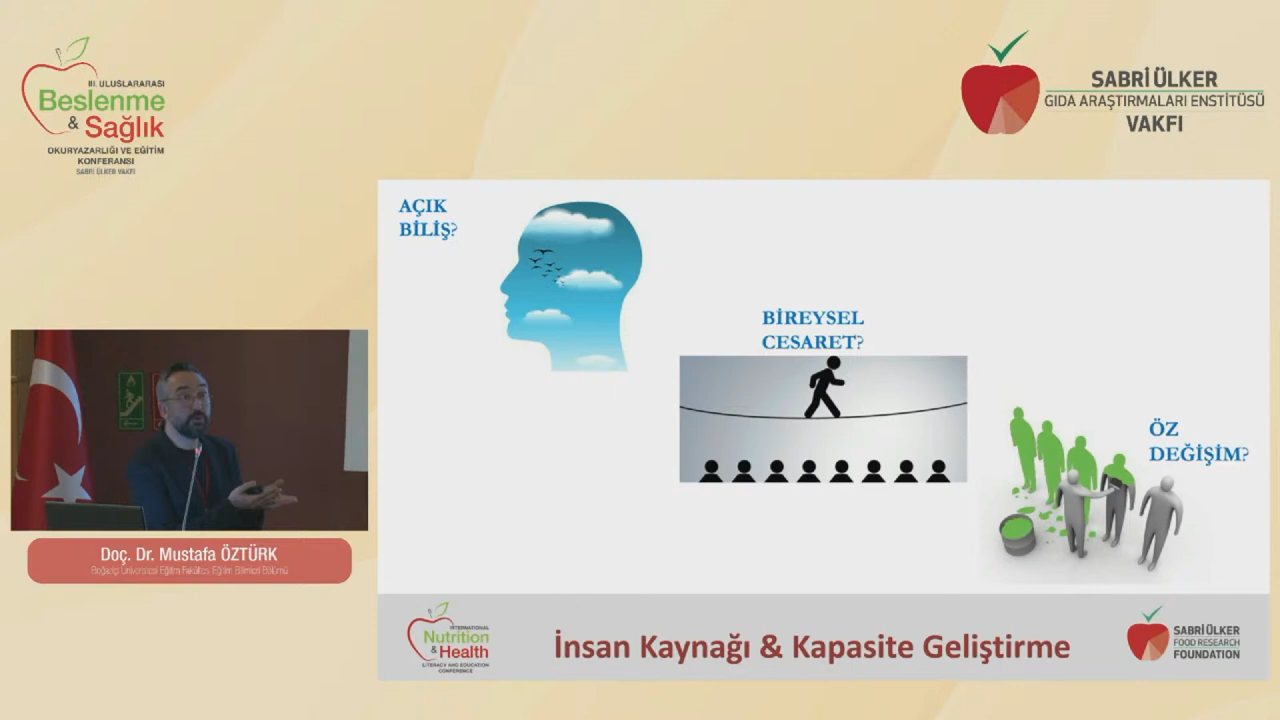 III. ULUSLARARASI
Beslenme
& Sağlık
OKURYAZARLIĞI VE EĞİTİM
KONFERANSI
SABRİ ÜLKER VAKFI
SABRİ ÜLKER
GIDA ARAŞTIRMALARI ENSTİTÜSÜ
VAKFI
AÇIK
BİLİŞ?
BİREYSEL
CESARET?
ÖZ
DEĞİŞİM?
Doç. Dr. Mustafa ÖZTÜRK
Boğaziçi Üniversitesi Eğitim Fakültesi, Eğitim Bilimleri Bölümü
INTERNATIONAL
Nutrition
& Health
LITERACY AND EDUCATION
CONFERENCE
İnsan Kaynağı & Kapasite Geliştirme
SABRİ ÜLKER
FOOD RESEARCH
FOUNDATION